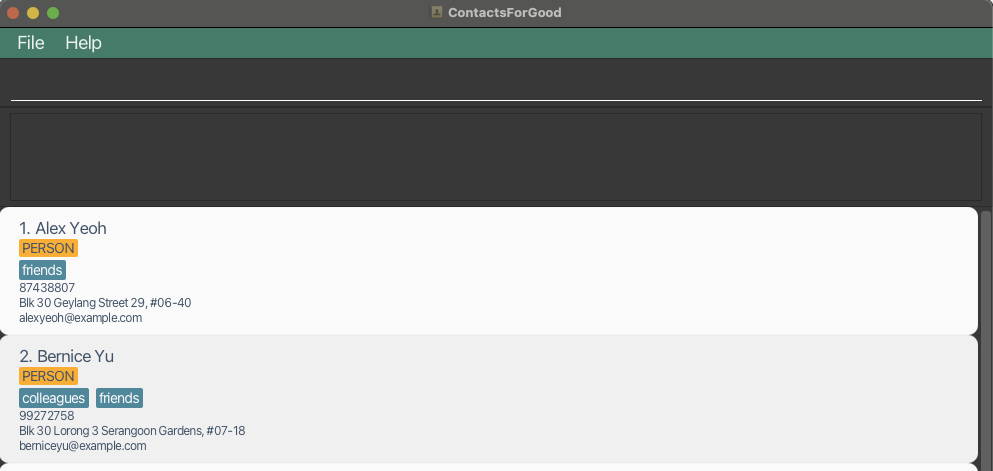 ContactsForGood
File Help
1. Alex Yeoh
PERSON
friends
87438807
Blk 30 Geylang Street 29, #06-40
alexyeoh@example.com
2. Bernice Yu
PERSON
colleagues friends
99272758
Blk 30 Lorong 3 Serangoon Gardens, #07-18
berniceyu@example.com